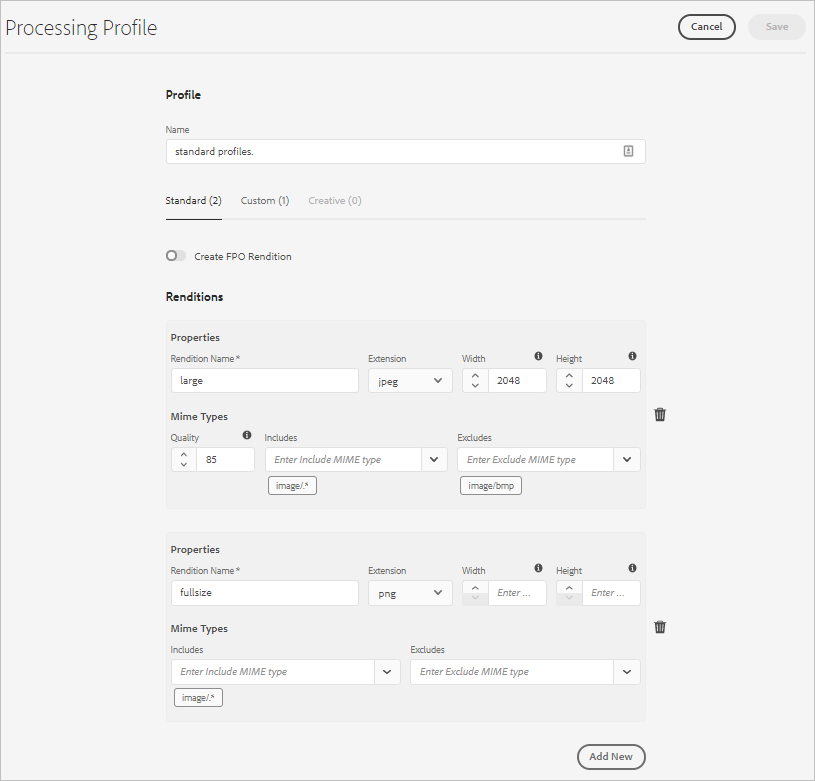 Processing Profile
Cancel
Save
Profile
Name
standard profiles.
Standard (2) Custom (1) Creative (0)
Create FPO Rendition
Renditions
Properties
Rendition Name * Extension Width Height
large jpeg 2048 2048
Mime Types
Quality Includes Excludes
85 Enter Include MIME type Enter Exclude MIME type
image/.* image/bmp
Properties
Rendition Name * Extension Width Height
fullsize png Enter ... Enter ...
Mime Types
Includes Excludes
Enter Include MIME type Enter Exclude MIME type
image/.*
Add New